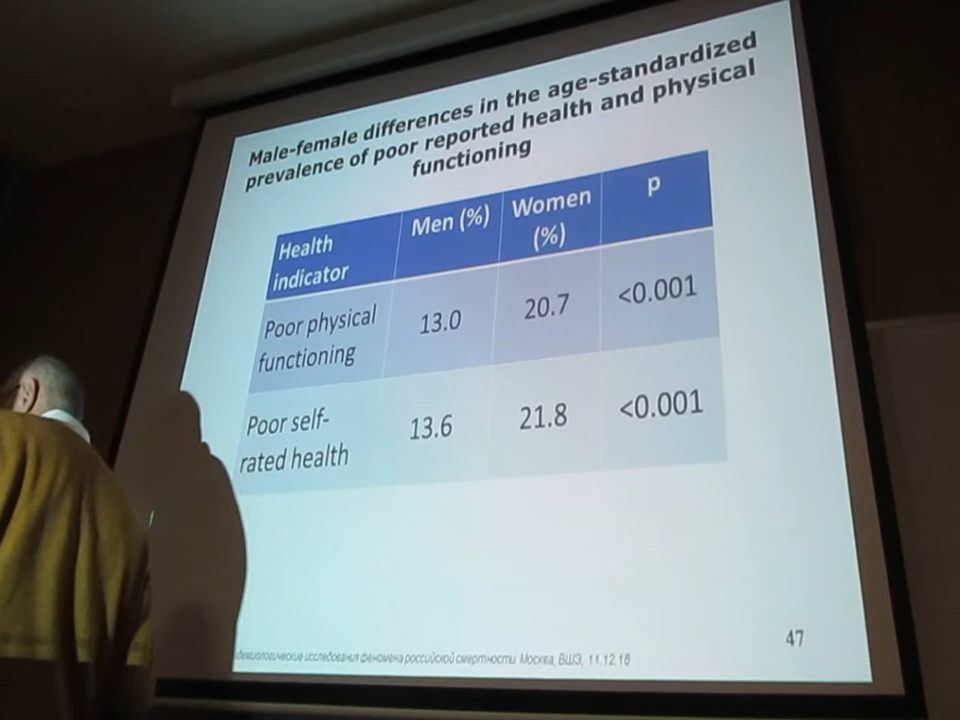 Male-female differences in the age-standardized
prevalence of poor reported health and physical
functioning
Health
indicator
Men (%)
Women
(%)
p
Poor physical
functioning
13.0
20.7
<0.001
Poor self-
rated health
13.6
21.8
<0.001
исследования феномена российской смертности. Москва, ВШЭ, 11.12.18
47